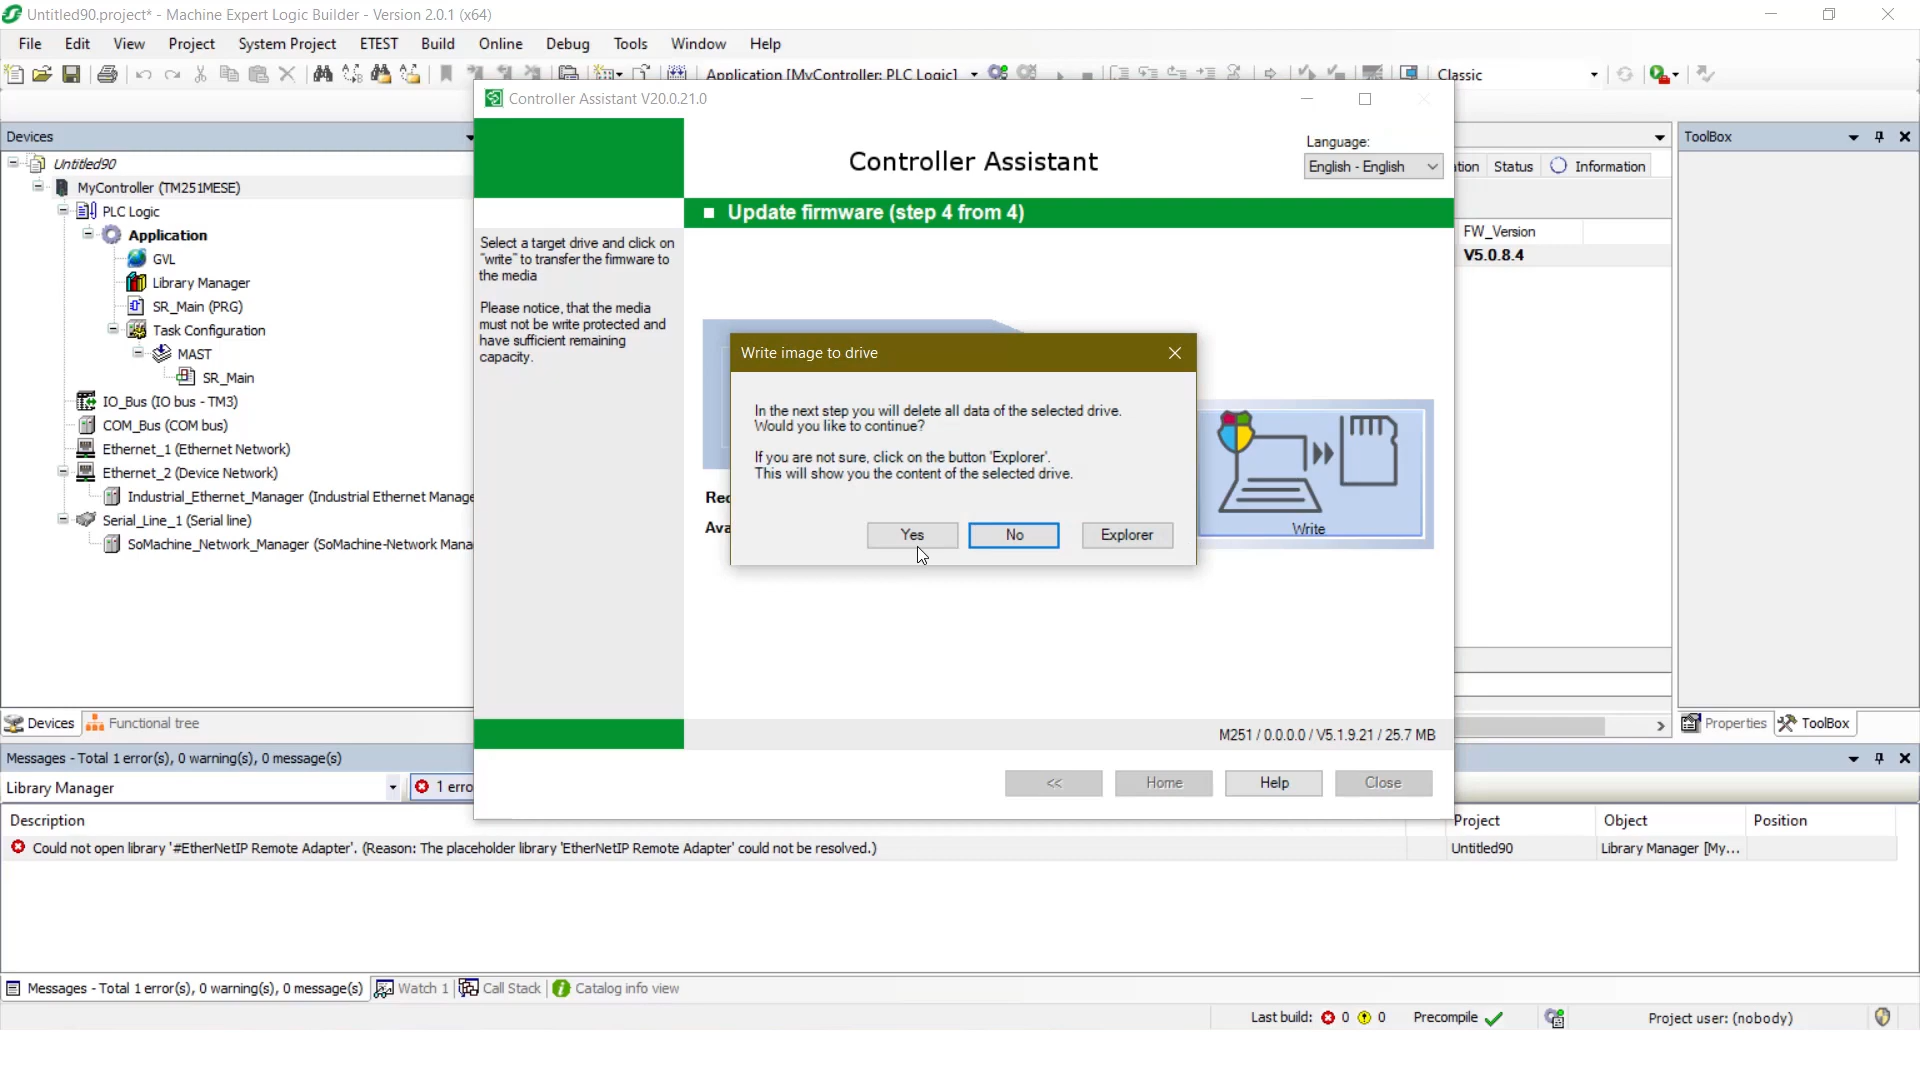 Untitled90.project* - Machine Expert Logic Builder - Version 2.0.1 (x64)
File Edit View Project System Project ETEST Build Online Debug Tools Window Help
Application [MyController: PLC Logic]
Classic
Devices
Untitled90
MyController (TM251MESE)
PLC Logic
Application
GVL
Library Manager
SR_Main (PRG)
Task Configuration
MAST
SR_Main
IO_Bus (IO bus - TM3)
COM_Bus (COM bus)
Ethernet_1 (Ethernet Network)
Ethernet_2 (Device Network)
Industrial_Ethernet_Manager (Industrial Ethernet Manage
Serial_Line_1 (Serial line)
SoMachine_Network_Manager (SoMachine-Network Mana
Devices
Functional tree
Controller Assistant V20.0.21.0
Controller Assistant
Language:
English - English
Update firmware (step 4 from 4)
Select a target drive and click on
"write" to transfer the firmware to
the media
Please notice, that the media
must not be write protected and
have sufficient remaining
capacity.
Write image to drive
In the next step you will delete all data of the selected drive.
Would you like to continue?
If you are not sure, click on the button 'Explorer'.
This will show you the content of the selected drive.
Yes
No
Explorer
Write
M251 / 0.0.0.0 / V5.1.9.21 / 25.7 MB
<<
Home
Help
Close
Status
Information
FW_Version
V5.0.8.4
ToolBox
Properties
ToolBox
Messages - Total 1 error(s), 0 warning(s), 0 message(s)
Library Manager
1 erro
Description
Project
Object
Position
Could not open library '#EtherNetIP Remote Adapter'. (Reason: The placeholder library 'EtherNetIP Remote Adapter' could not be resolved.)
Untitled90
Library Manager [My...
Messages - Total 1 error(s), 0 warning(s), 0 message(s)
Watch 1
Call Stack
Catalog info view
Last build: 0 0
Precompile
Project user: (nobody)